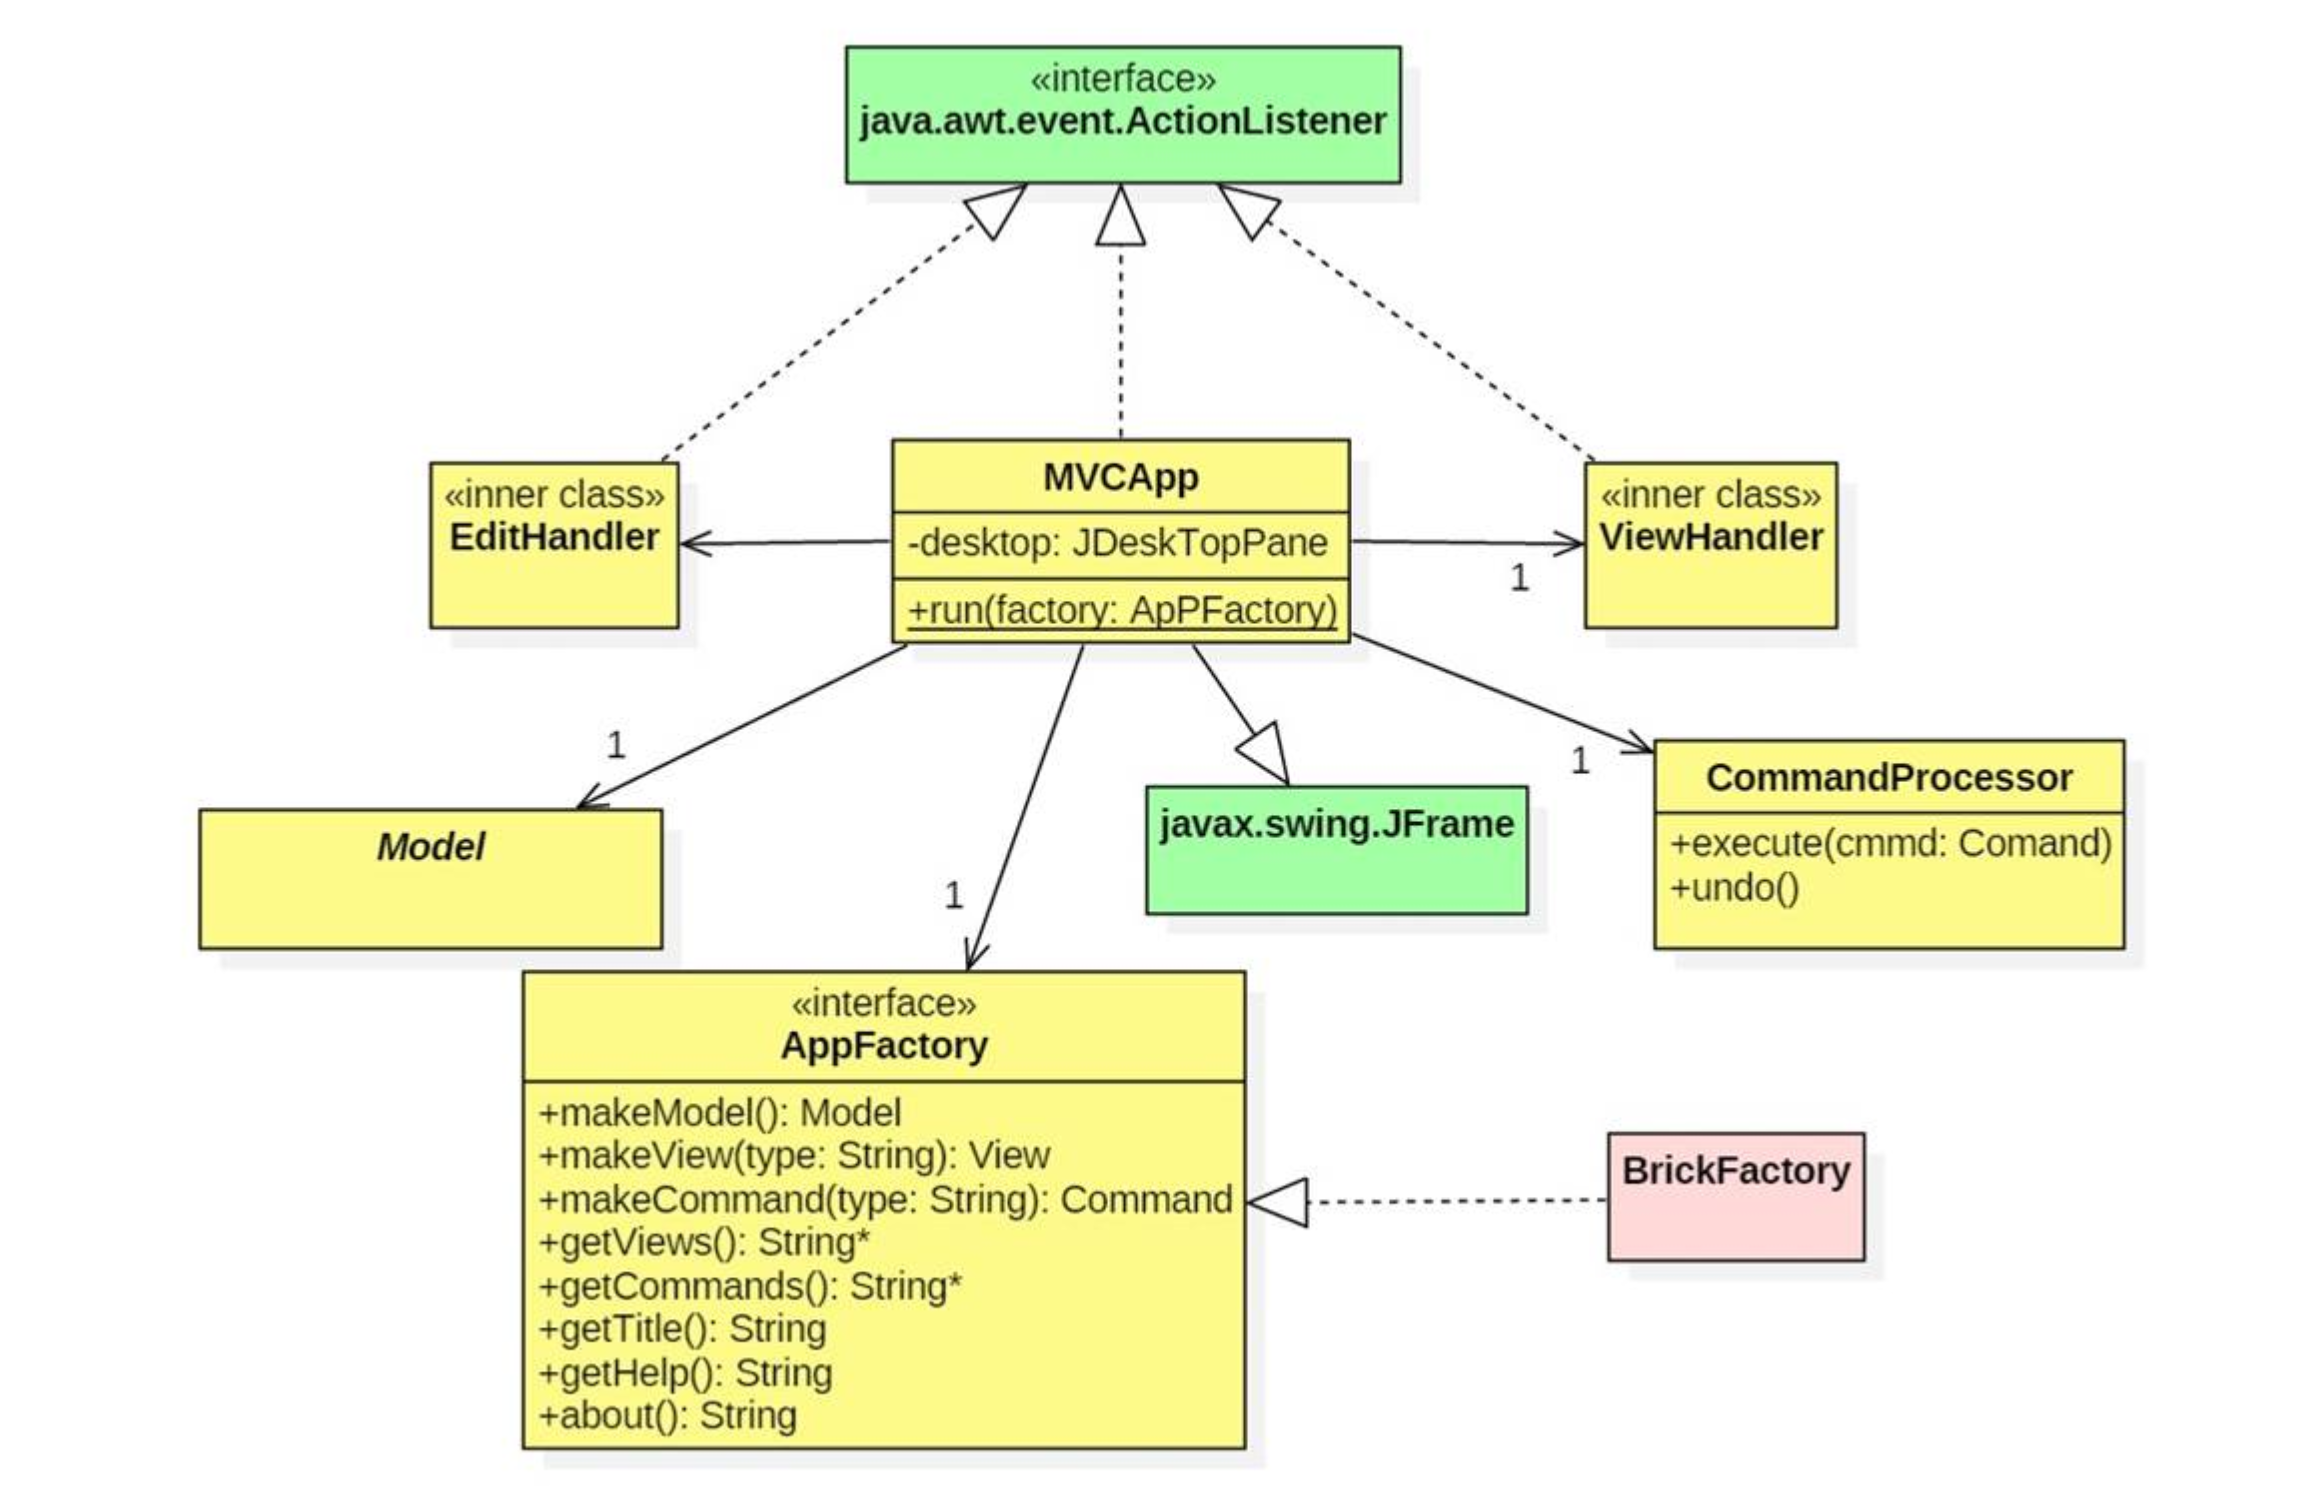 «interface»
java.awt.event.ActionListener
«inner class»
EditHandler
MVCApp
-desktop: JDeskTopPane
+run(factory: ApPFactory)
«inner class»
ViewHandler
1
1
1
1
Model
javax.swing.JFrame
CommandProcessor
+execute(cmmd: Comand)
+undo()
«interface»
AppFactory
+makeModel(): Model
+makeView(type: String): View
+makeCommand(type: String): Command
+getViews(): String*
+getCommands(): String*
+getTitle(): String
+getHelp(): String
+about(): String
BrickFactory